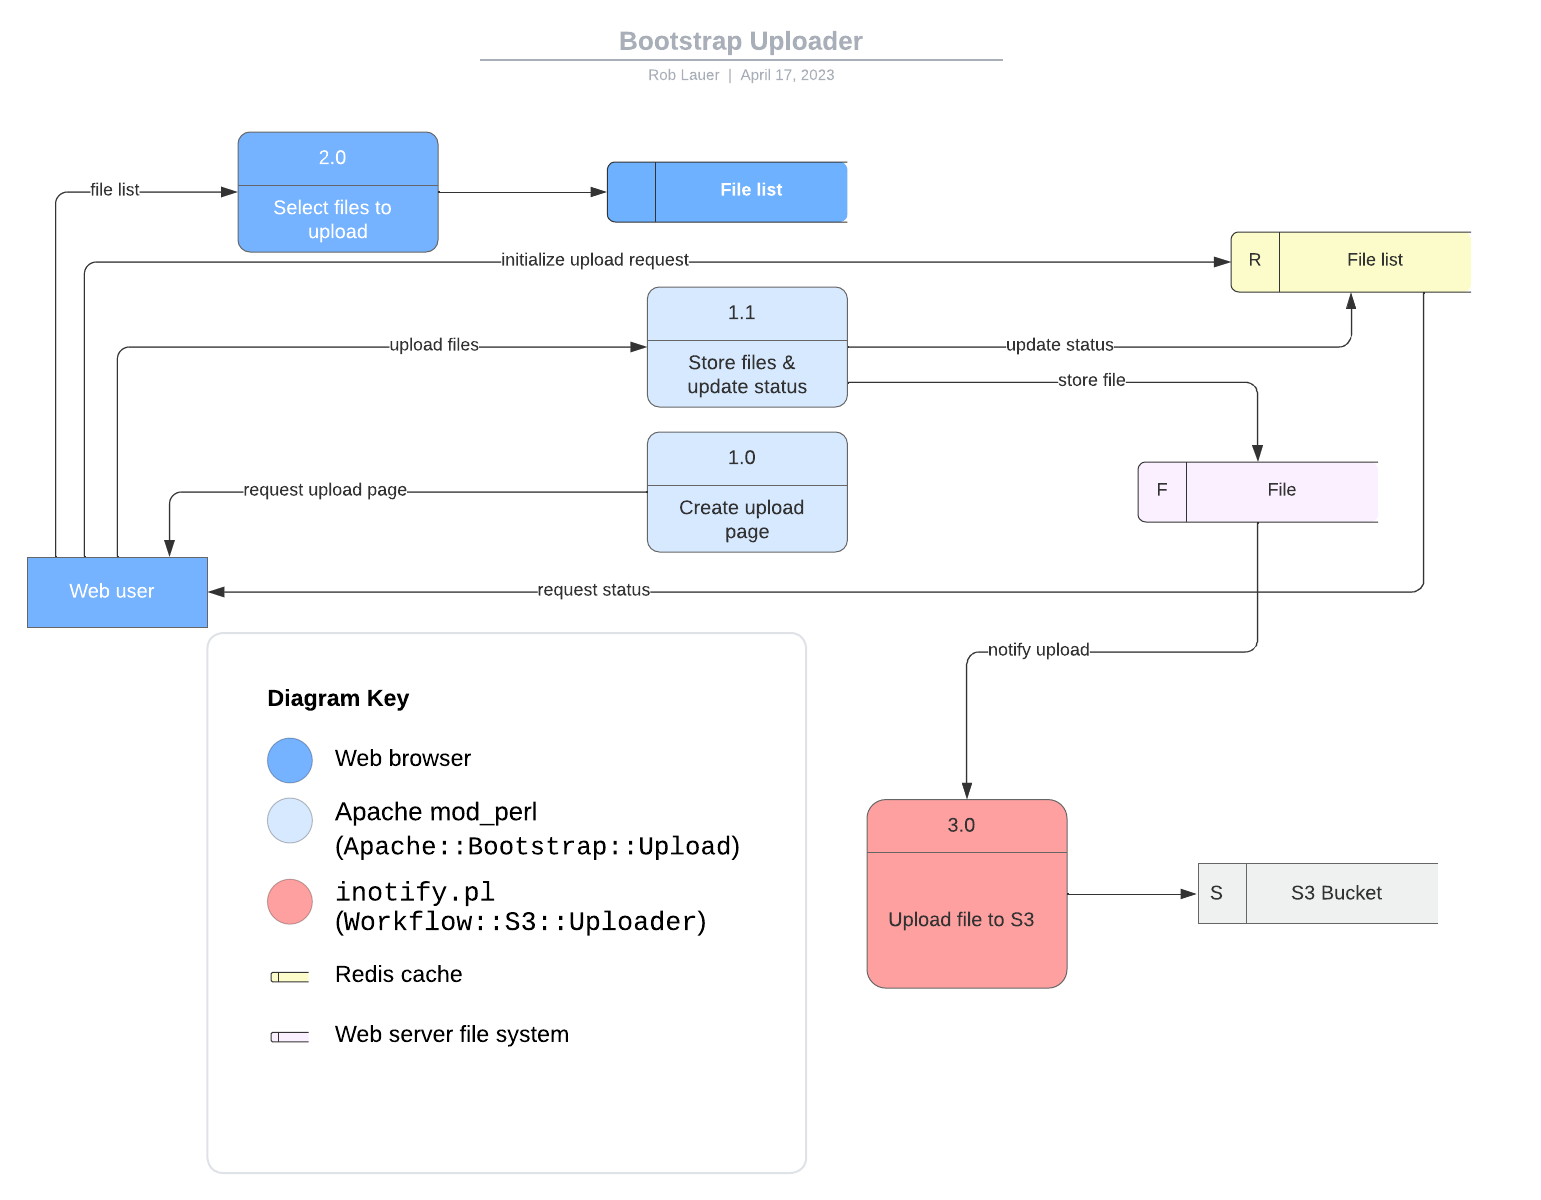 Bootstrap Uploader
Rob Lauer | April 17, 2023
2.0
file list
Select files to
upload
File list
initialize upload request
R
File list
1.1
upload files
Store files &
update status
update status
store file
1.0
request upload page
Create upload
page
F
File
Web user
request status
notify upload
Diagram Key
Web browser
Apache mod_perl
(Apache::Bootstrap::Upload)
inotify.pl
(Workflow::S3::Uploader)
Redis cache
Web server file system
3.0
Upload file to S3
S
S3 Bucket